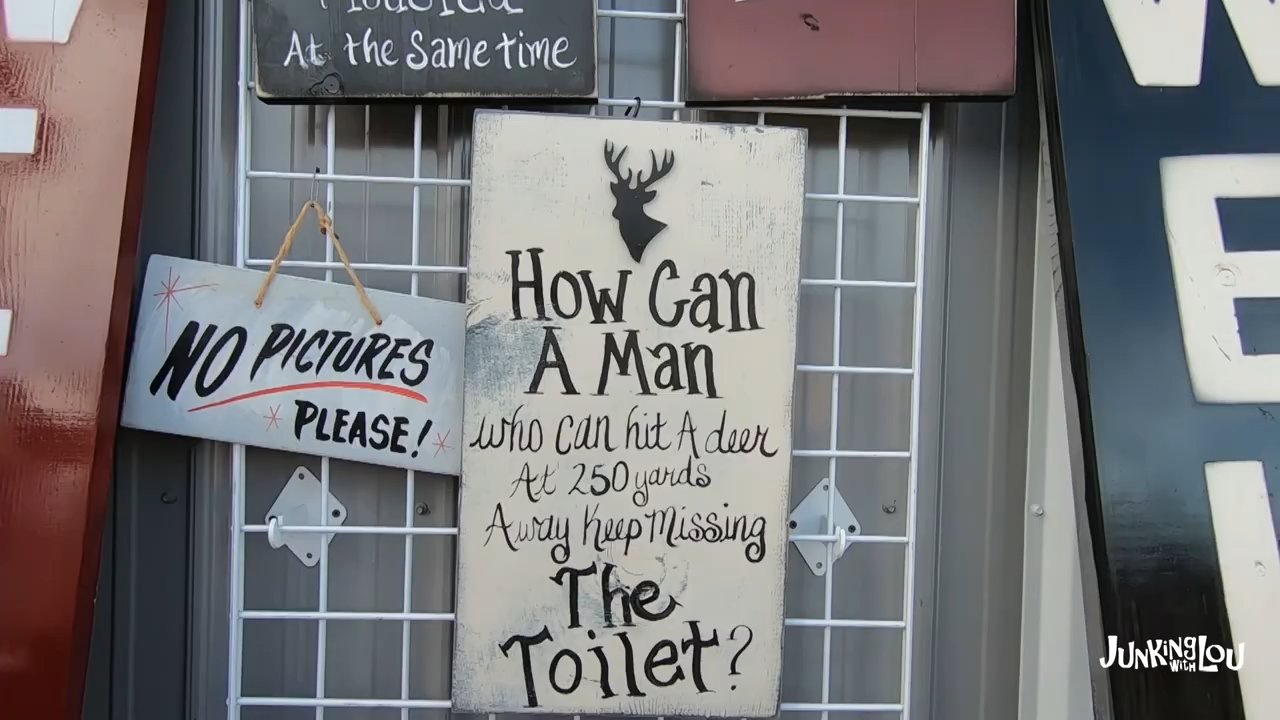 At the Same time
NO PICTURES
PLEASE!
How Can
A Man
who can hit A deer
At 250 yards
Away Keep Missing
The
Toilet?
W
E
JUNKiNG WITH LOU